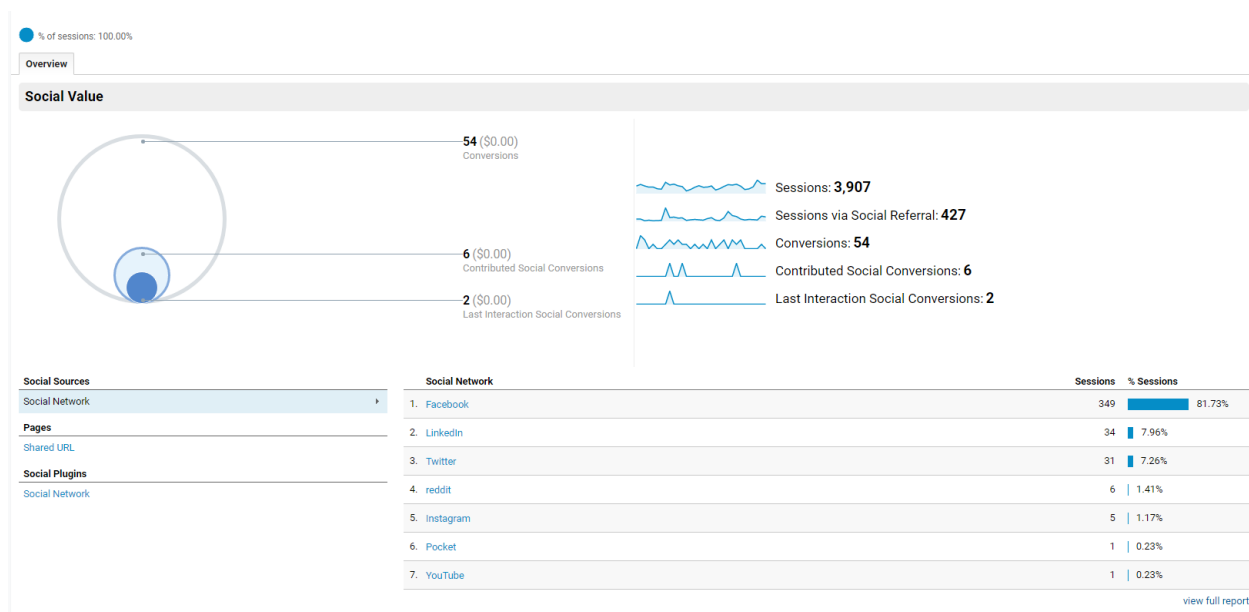 % of sessions: 100.00%
Overview
Social Value
54 ($0.00)
Conversions
6 ($0.00)
Contributed Social Conversions
2 ($0.00)
Last Interaction Social Conversions
Sessions: 3,907
Sessions via Social Referral: 427
Conversions: 54
Contributed Social Conversions: 6
Last Interaction Social Conversions: 2
Social Sources
Social Network
Pages
Shared URL
Social Plugins
Social Network
Social Network Sessions % Sessions
1. Facebook 349 81.73%
2. LinkedIn 34 7.96%
3. Twitter 31 7.26%
4. reddit 6 1.41%
5. Instagram 5 1.17%
6. Pocket 1 0.23%
7. YouTube 1 0.23%
view full report